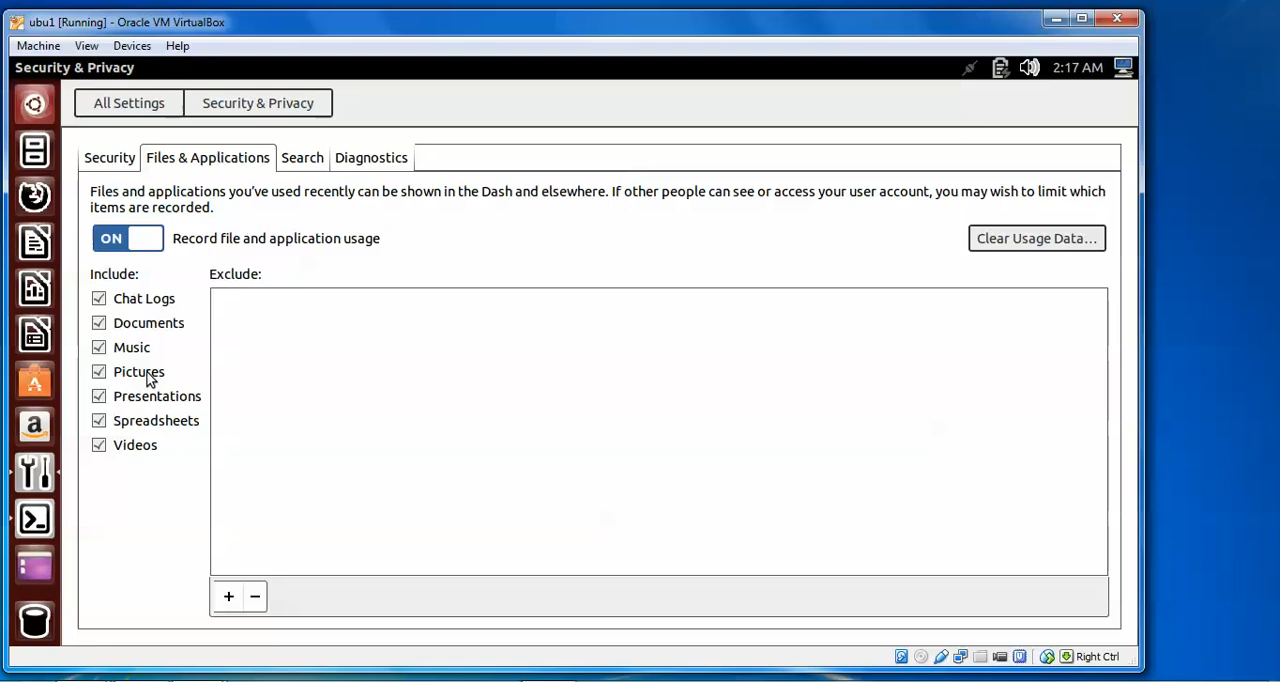 ubu1 [Running] - Oracle VM VirtualBox
Machine View Devices Help
Security & Privacy 2:17 AM
All Settings Security & Privacy
Security Files & Applications Search Diagnostics
Files and applications you've used recently can be shown in the Dash and elsewhere. If other people can see or access your user account, you may wish to limit which
items are recorded.
ON Record file and application usage Clear Usage Data...
Include: Exclude:
Chat Logs
Documents
Music
Pictures
Presentations
Spreadsheets
Videos
+ −
Right Ctrl